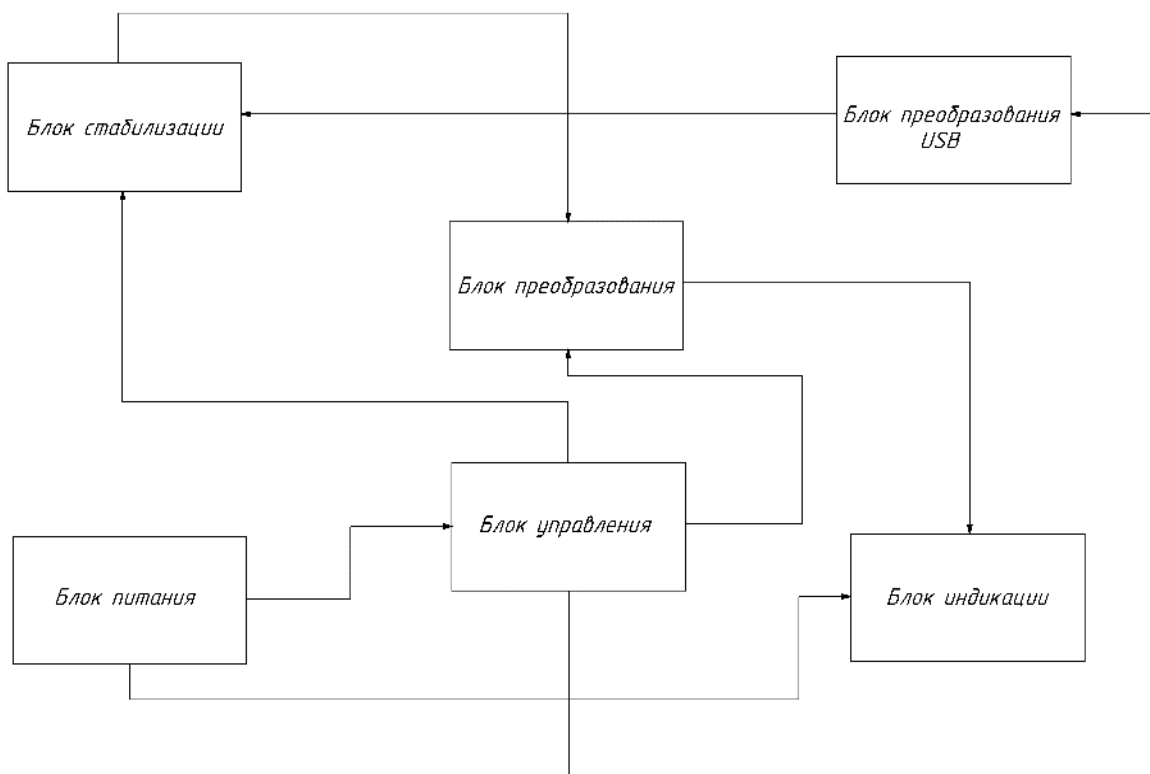 Блок стабилизации
Блок преобразования
USB
Блок преобразования
Блок управления
Блок питания
Блок индикации